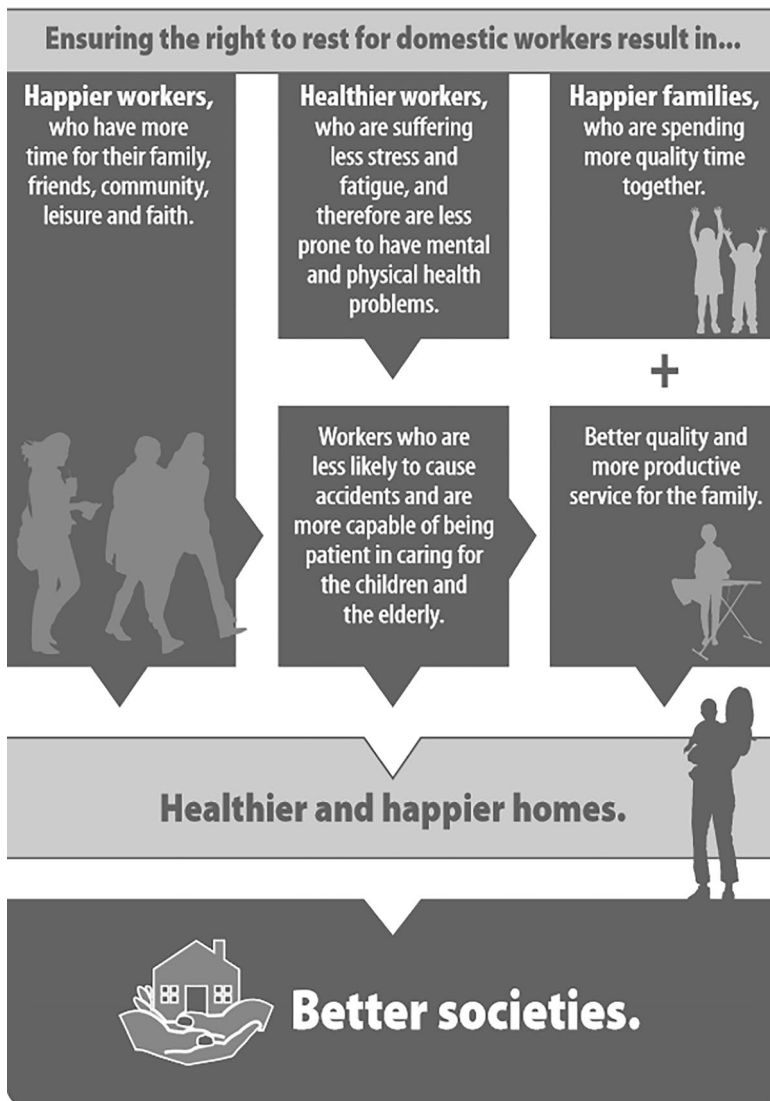 Ensuring the right to rest for domestic workers result in...
Happier workers,
who have more
time for their family,
friends, community,
leisure and faith.
Healthier workers,
who are suffering
less stress and
fatigue, and
therefore are less
prone to have mental
and physical health
problems.
Happier families,
who are spending
more quality time
together.
+
Workers who are
less likely to cause
accidents and are
more capable of being
patient in caring for
the children and
the elderly.
Better quality and
more productive
service for the family.
Healthier and happier homes.
Better societies.